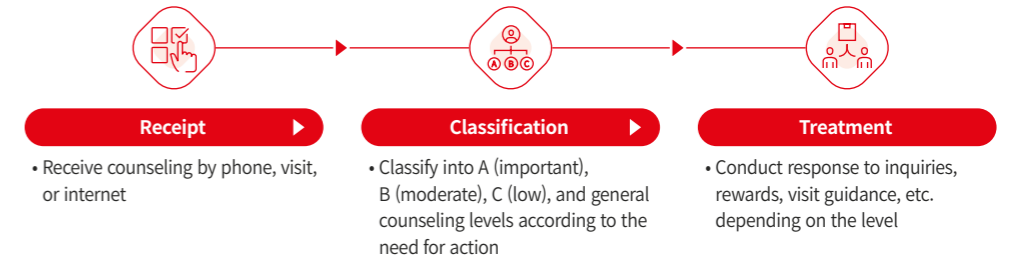 A B C
Receipt
• Receive counseling by phone, visit,
or internet
Classification
• Classify into A (important),
B (moderate), C (low), and general
counseling levels according to the
need for action
Treatment
• Conduct response to inquiries,
rewards, visit guidance, etc.
depending on the level